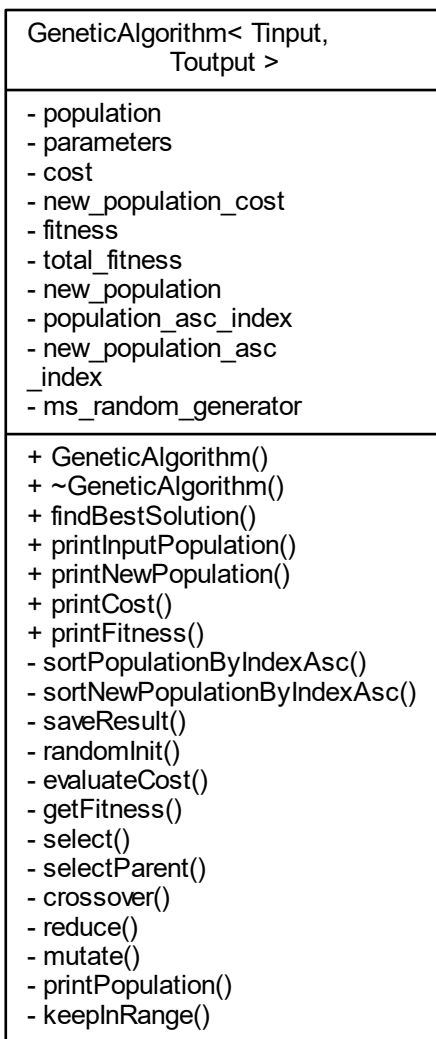 GeneticAlgorithm< Tinput,
Toutput >
- population
- parameters
- cost
- new_population_cost
- fitness
- total_fitness
- new_population
- population_asc_index
- new_population_asc
_index
- ms_random_generator
+ GeneticAlgorithm()
+ ~GeneticAlgorithm()
+ findBestSolution()
+ printInputPopulation()
+ printNewPopulation()
+ printCost()
+ printFitness()
- sortPopulationByIndexAsc()
- sortNewPopulationByIndexAsc()
- saveResult()
- randomInit()
- evaluateCost()
- getFitness()
- select()
- selectParent()
- crossover()
- reduce()
- mutate()
- printPopulation()
- keepInRange()